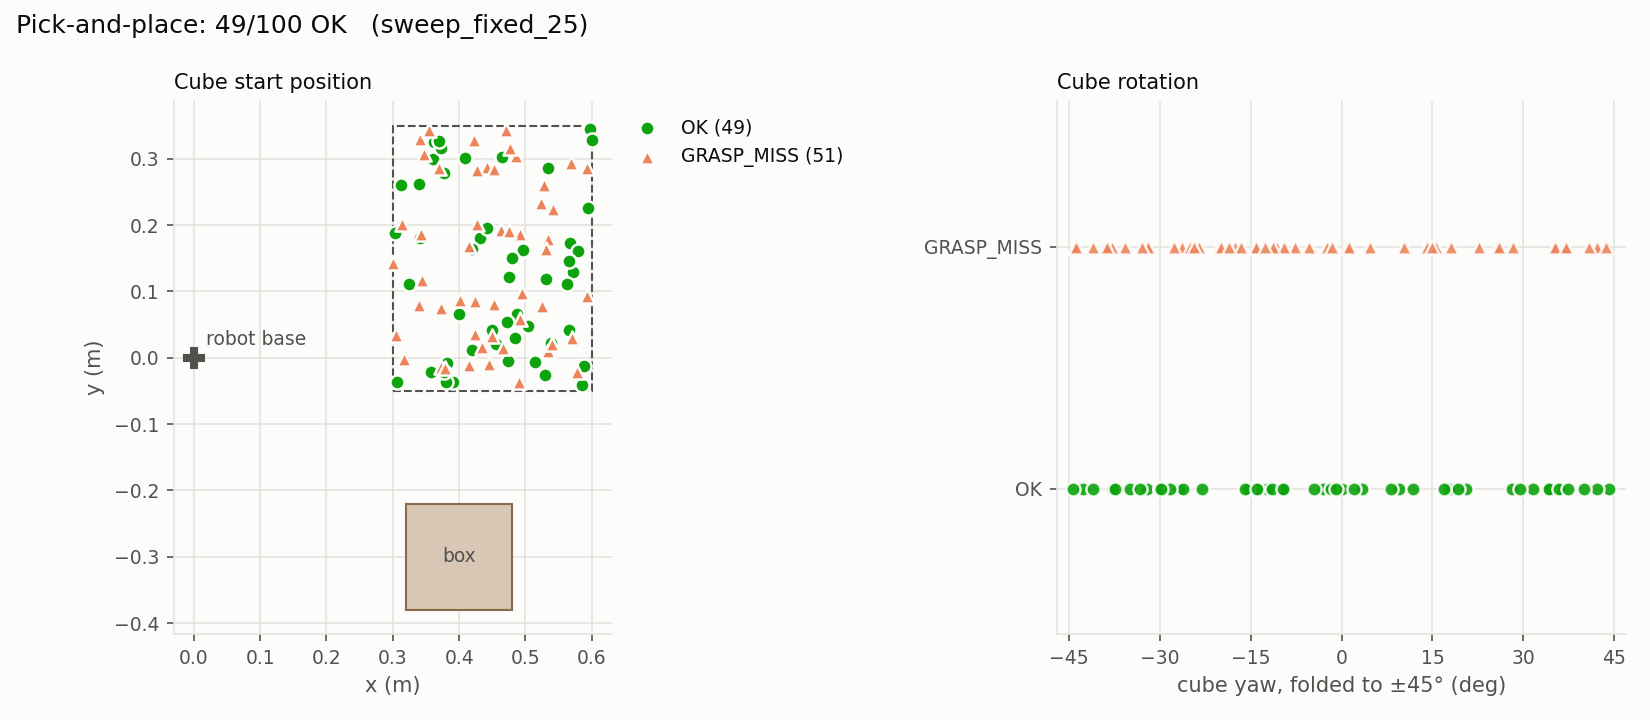 Pick-and-place: 49/100 OK   (sweep_fixed_25)
Cube start position
OK (49)
GRASP_MISS (51)
robot base
box
y (m)
0.3
0.2
0.1
0.0
−0.1
−0.2
−0.3
−0.4
0.0 0.1 0.2 0.3 0.4 0.5 0.6
x (m)
Cube rotation
GRASP_MISS
OK
−45 −30 −15 0 15 30 45
cube yaw, folded to ±45° (deg)